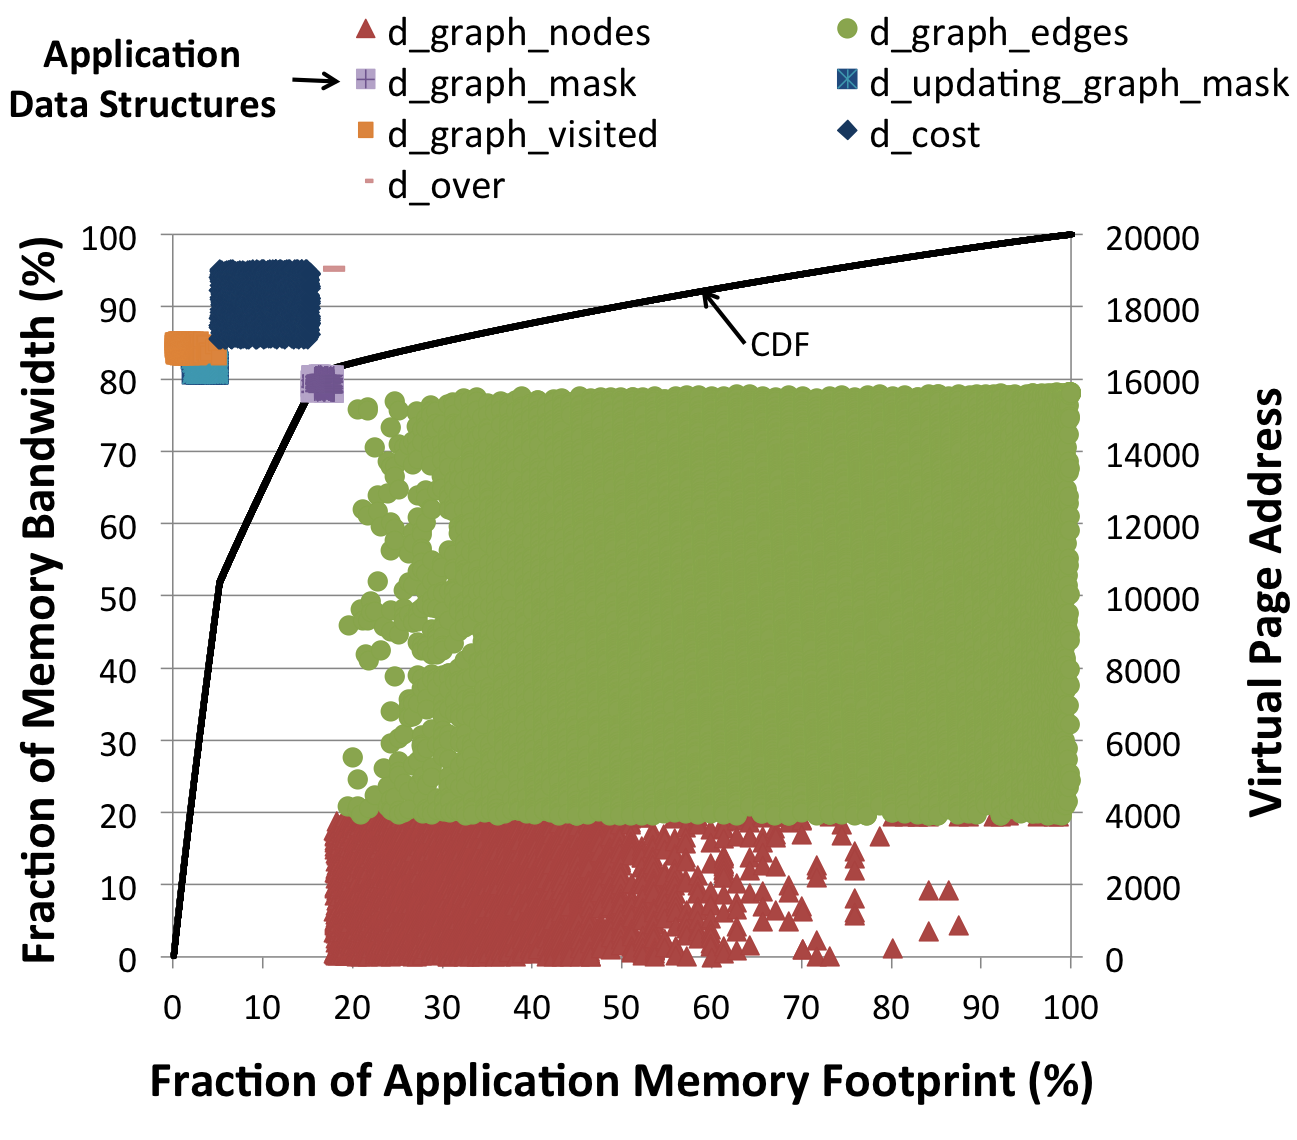 Application
Data Structures
d_graph_nodes
d_graph_edges
d_graph_mask
d_updating_graph_mask
d_graph_visited
d_cost
d_over
Fraction of Memory Bandwidth (%)
100
90
80
70
60
50
40
30
20
10
0
CDF
20000
18000
16000
14000
12000
10000
8000
6000
4000
2000
0
Virtual Page Address
0 10 20 30 40 50 60 70 80 90 100
Fraction of Application Memory Footprint (%)